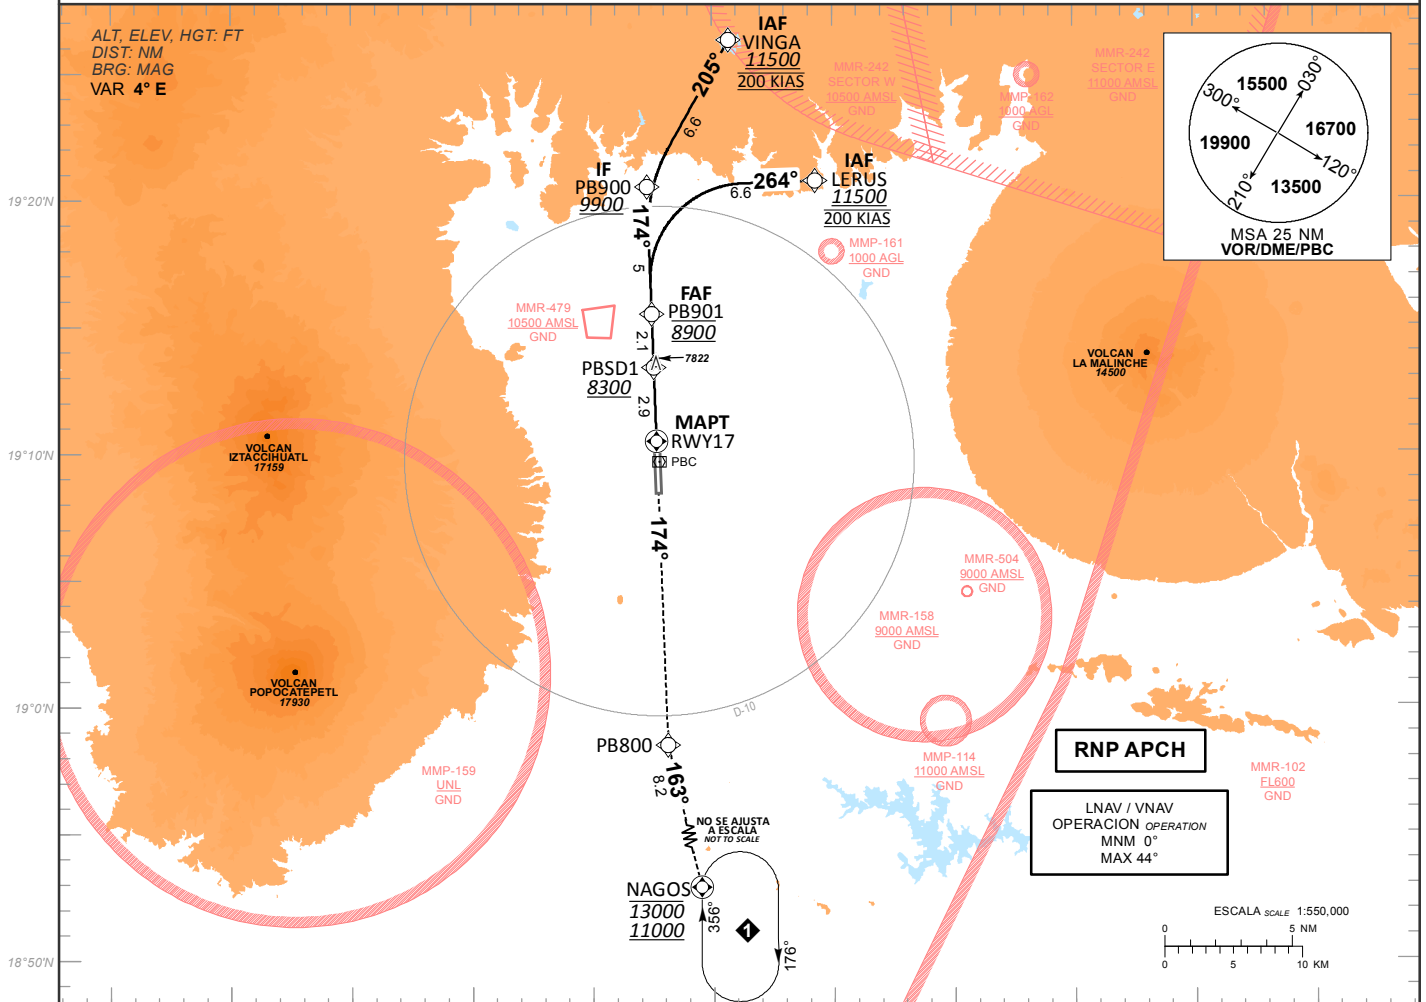 ALT, ELEV, HGT: FT
DIST: NM
BRG: MAG
VAR 4° E
IAF
VINGA
11500
200 KIAS
205°
6.6
MMR-242
SECTOR W
10500 AMSL
GND
MMP-162
1000 AGL
GND
MMR-242
SECTOR E
11000 AMSL
GND
15500
030°
300°
16700
19900
120°
13500
210°
MSA 25 NM
VOR/DME/PBC
IF
PB900
9900
264°
6.6
IAF
LERUS
11500
200 KIAS
174°
5
MMP-161
1000 AGL
GND
19°20'N
MMR-479
10500 AMSL
GND
FAF
PB901
8900
2.1
7822
PBSD1
8300
2.9
VOLCAN
LA MALINCHE
14500
MAPT
RWY17
PBC
VOLCAN
IZTACCIHUATL
17159
19°10'N
174°
MMR-504
9000 AMSL
GND
MMR-158
9000 AMSL
GND
VOLCAN
POPOCATEPETL
17930
19°0'N
D-10
PB800
163°
8.2
MMP-159
UNL
GND
MMP-114
11000 AMSL
GND
RNP APCH
MMR-102
FL600
GND
NO SE AJUSTA
A ESCALA
NOT TO SCALE
LNAV / VNAV
OPERACION OPERATION
MNM 0°
MAX 44°
NAGOS
13000
11000
356°
1
176°
18°50'N
ESCALA SCALE 1:550,000
0 5 NM
0 5 10 KM